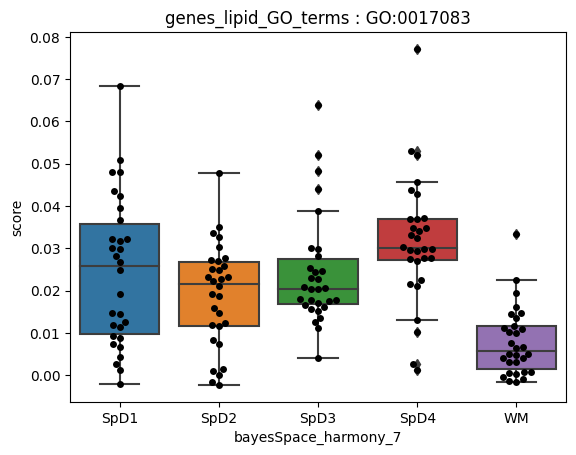 genes_lipid_GO_terms : GO:0017083
0.08
0.07
0.06
0.05
0.04
0.03
0.02
0.01
0.00
score
SpD1 SpD2 SpD3 SpD4 WM
bayesSpace_harmony_7